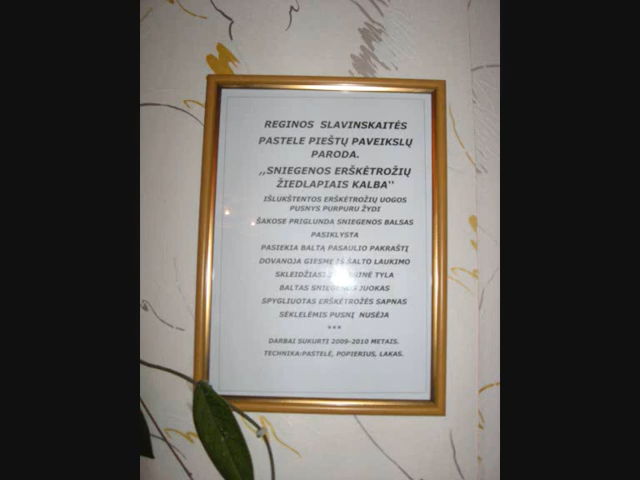 REGINOS SLAVINSKAITĖS
PASTELE PIEŠTŲ PAVEIKSLŲ
PARODA.
,,SNIEGENOS ERŠKĖTROŽIŲ
ŽIEDLAPIAIS KALBA"
IŠLUKŠTENTOS ERŠKĖTROŽIŲ UOGOS
PUSNYS PURPURU ŽYDI
ŠAKOSE PRIGLUNDA SNIEGENOS BALSAS
PASIKLYSTA
PASIEKIA BALTĄ PASAULIO PAKRAŠTĮ
DOVANOJA GIESMĘ IŠ ŠALTO LAUKIMO
SKLEIDŽIASI TYLA
BALTAS SNIEGENOS JUOKAS
SPYGLIUOTAS ERŠKĖTROŽĖS SAPNAS
SĖKLELĖMIS PUSNĮ NUSĖJA
***
DARBAI SUKURTI 2009-2010 METAIS.
TECHNIKA:PASTELĖ, POPIERIUS, LAKAS.